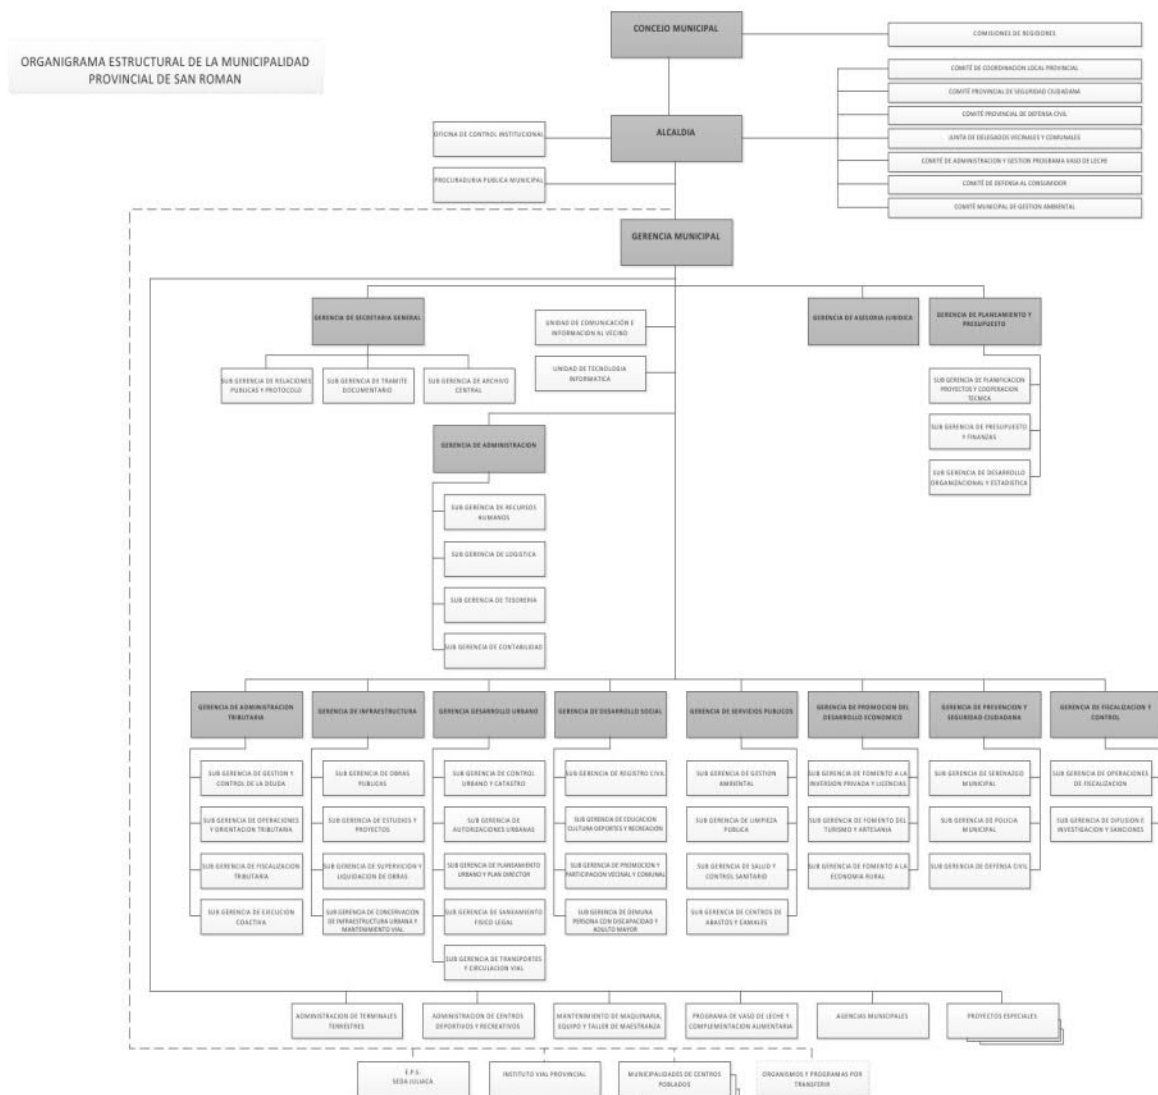 ORGANIGRAMA ESTRUCTURAL DE LA MUNICIPALIDAD
PROVINCIAL DE SAN ROMAN
CONCEJO MUNICIPAL
COMISIONES DE REGIDORES
COMITÉ DE COORDINACION LOCAL PROVINCIAL
COMITÉ PROVINCIAL DE SEGURIDAD CIUDADANA
COMITÉ PROVINCIAL DE DEFENSA CIVIL
JUNTA DE DELEGADOS VECINALES Y COMUNALES
COMITÉ DE ADMINISTRACION Y GESTION PROGRAMA VASO DE LECHE
COMITÉ DE DEFENSA AL CONSUMIDOR
COMITÉ MUNICIPAL DE GESTION AMBIENTAL
ALCALDIA
OFICINA DE CONTROL INSTITUCIONAL
PROCURADURIA PUBLICA MUNICIPAL
GERENCIA MUNICIPAL
GERENCIA DE SECRETARIA GENERAL
SUB GERENCIA DE RELACIONES
PUBLICAS Y PROTOCOLO
SUB GERENCIA DE TRAMITE
DOCUMENTARIO
SUB GERENCIA DE ARCHIVO
CENTRAL
UNIDAD DE COMUNICACIÓN E
INFORMACION AL VECINO
UNIDAD DE TECNOLOGIA
INFORMATICA
GERENCIA DE ASESORIA JURIDICA
GERENCIA DE PLANEAMIENTO Y
PRESUPUESTO
SUB GERENCIA DE PLANIFICACION
PROYECTOS Y COOPERACION
TECNICA
SUB GERENCIA DE PRESUPUESTO
Y FINANZAS
SUB GERENCIA DE DESARROLLO
ORGANIZACIONAL Y ESTADISTICA
GERENCIA DE ADMINISTRACION
SUB GERENCIA DE RECURSOS
HUMANOS
SUB GERENCIA DE LOGISTICA
SUB GERENCIA DE TESORERIA
SUB GERENCIA DE CONTABILIDAD
GERENCIA DE ADMINISTRACION
TRIBUTARIA
SUB GERENCIA DE GESTION Y
CONTROL DE LA DEUDA
SUB GERENCIA DE OPERACIONES
Y ORIENTACION TRIBUTARIA
SUB GERENCIA DE FISCALIZACION
TRIBUTARIA
SUB GERENCIA DE EJECUCION
COACTIVA
GERENCIA DE INFRAESTRUCTURA
SUB GERENCIA DE OBRAS
PUBLICAS
SUB GERENCIA DE ESTUDIOS Y
PROYECTOS
SUB GERENCIA DE SUPERVICION Y
LIQUIDACION DE OBRAS
SUB GERENCIA DE CONCERVACION
DE INFRAESTRUCTURA URBANA Y
MANTENIMIENTO VIAL
GERENCIA DESARROLLO URBANO
SUB GERENCIA DE CONTROL
URBANO Y CATASTRO
SUB GERENCIA DE
AUTORIZACIONES URBANAS
SUB GERENCIA DE PLANEAMIENTO
URBANO Y PLAN DIRECTOR
SUB GERENCIA DE SANEAMIENTO
FISICO LEGAL
SUB GERENCIA DE TRANSPORTES
Y CIRCULACION VIAL
GERENCIA DE DESARROLLO SOCIAL
SUB GERENCIA DE REGISTRO CIVIL
SUB GERENCIA DE EDUCACION
CULTURA DEPORTES Y RECREACIÓN
SUB GERENCIA DE PROMOCION Y
PARTICIPACION VECINAL Y COMUNAL
SUB GERENCIA DE DEMUNA
PERSONA CON DISCAPACIDAD Y
ADULTO MAYOR
GERENCIA DE SERVICIOS PUBLICOS
SUB GERENCIA DE GESTION
AMBIENTAL
SUB GERENCIA DE LIMPIEZA
PUBLICA
SUB GERENCIA DE SALUD Y
CONTROL SANITARIO
SUB GERENCIA DE CENTROS DE
ABASTOS Y CAMALES
GERENCIA DE PROMOCION DEL
DESARROLLO ECONOMICO
SUB GERENCIA DE FOMENTO A LA
INVERSION PRIVADA Y LICENCIAS
SUB GERENCIA DE FOMENTO DEL
TURISMO Y ARTESANIA
SUB GERENCIA DE FOMENTO A LA
ECONOMIA RURAL
GERENCIA DE PREVENCION Y
SEGURIDAD CIUDADANA
SUB GERENCIA DE SERENAZGO
MUNICIPAL
SUB GERENCIA DE POLICIA
MUNICIPAL
SUB GERENCIA DE DEFENSA CIVIL
GERENCIA DE FISCALIZACION Y
CONTROL
SUB GERENCIA DE OPERACIONES
DE FISCALIZACION
SUB GERENCIA DE DIFUSION E
INVESTIGACION Y SANCIONES
ADMINISTRACION DE TERMINALES
TERRESTRES
ADMINISTRACION DE CENTROS
DEPORTIVOS Y RECREATIVOS
MANTENIMIENTO DE MAQUINARIA,
EQUIPO Y TALLER DE MAESTRANZA
PROGRAMA DE VASO DE LECHE Y
COMPLEMENTACION ALIMENTARIA
AGENCIAS MUNICIPALES
PROYECTOS ESPECIALES
E.P.S.
SEDA JULIACA
INSTITUTO VIAL PROVINCIAL
MUNICIPALIDADES DE CENTROS
POBLADOS
ORGANISMOS Y PROGRAMAS POR
TRANSFERIR